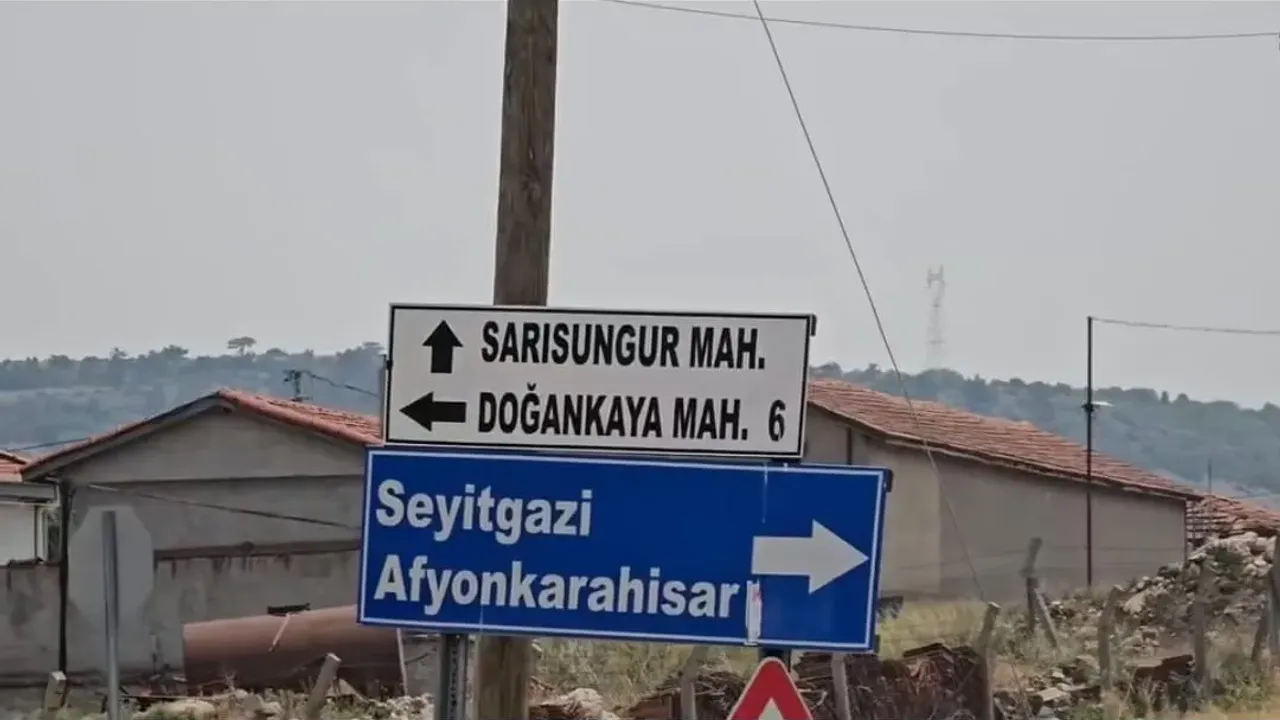 SARISUNGUR MAH.
DOĞANKAYA MAH. 6
Seyitgazi
Afyonkarahisar